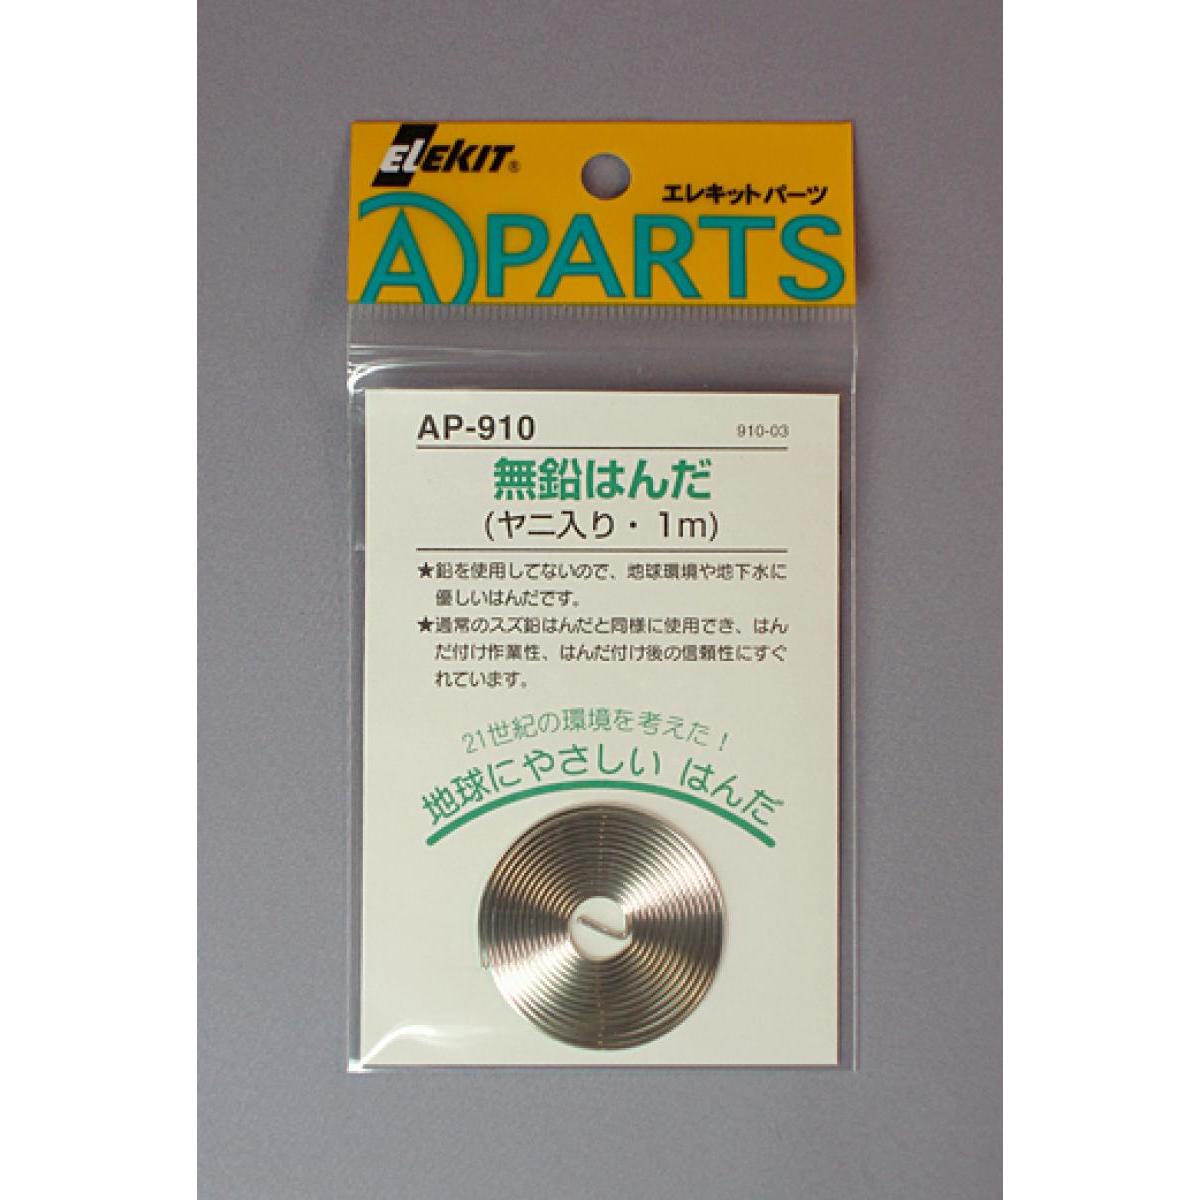 ELEKIT®
エレキットパーツ
APARTS
AP-910 910-03
無鉛はんだ
(ヤニ入り・1m)
★鉛を使用してないので、地球環境や地下水に
優しいはんだです。
★通常のスズ鉛はんだと同様に使用でき、はん
だ付け作業性、はんだ付け後の信頼性にすぐ
れています。
21世紀の環境を考えた!
地球にやさしい はんだ